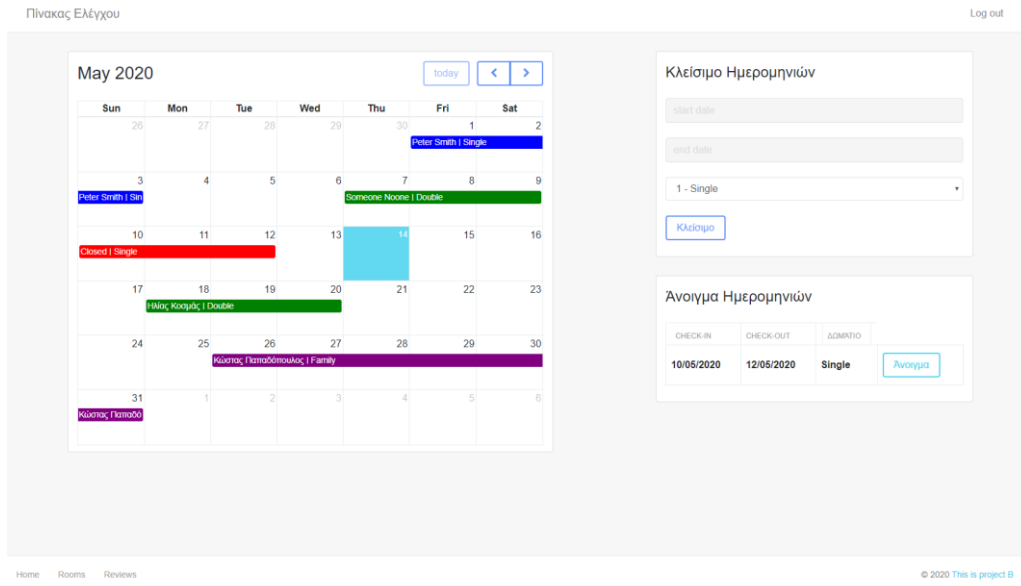 Πίνακας Ελέγχου
Log out
May 2020
today
Sun Mon Tue Wed Thu Fri Sat
26 27 28 29 30 1 2
Peter Smith | Single
3 4 5 6 7 8 9
Peter Smith | Sin
Someone Noone | Double
10 11 12 13 14 15 16
Closed | Single
17 18 19 20 21 22 23
Ηλίας Κοσμάς | Double
24 25 26 27 28 29 30
Κώστας Παπαδόπουλος | Family
31 1 2 3 4 5 6
Κώστας Παπαδό
Κλείσιμο Ημερομηνιών
start date
end date
1 - Single
Κλείσιμο
Άνοιγμα Ημερομηνιών
CHECK-IN CHECK-OUT ΔΩΜΆΤΙΟ
10/05/2020 12/05/2020 Single Άνοιγμα
Home Rooms Reviews
© 2020 This is project B